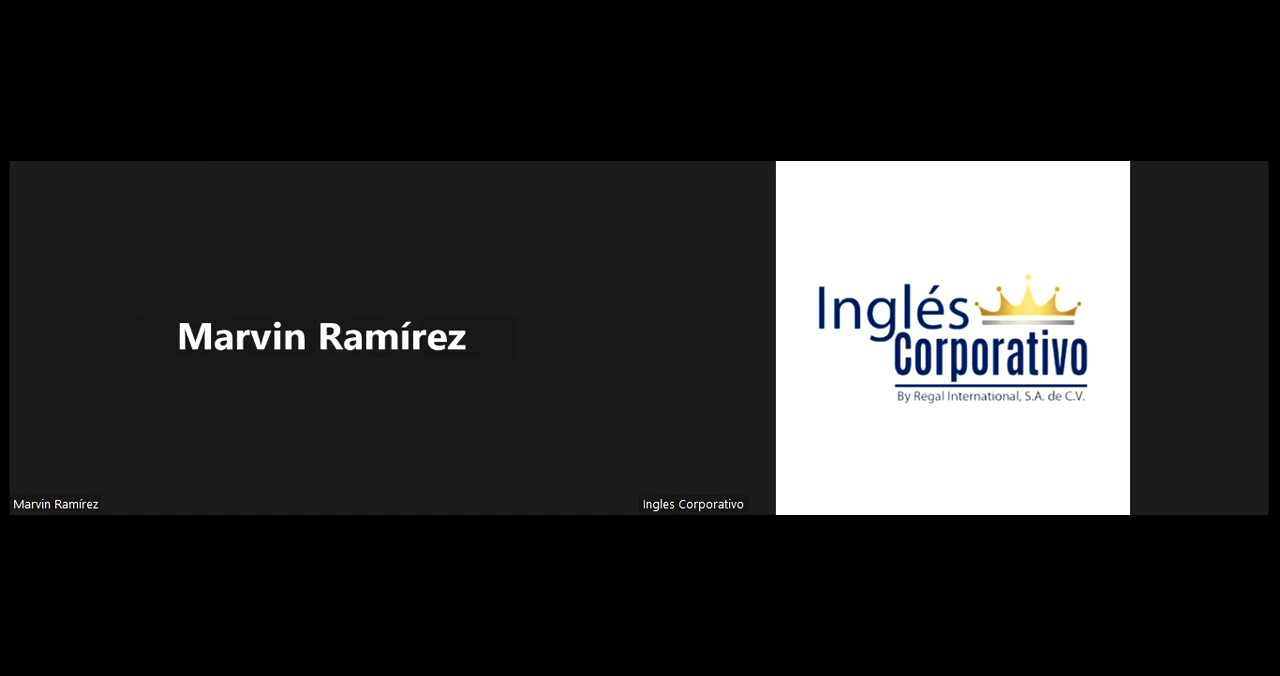 Marvin Ramírez
Marvin Ramírez
Inglés
Corporativo
By Regal International, S.A. de C.V.
Ingles Corporativo